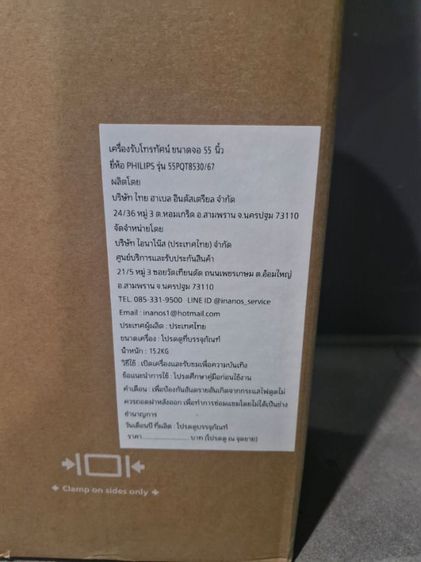 เครื่องรับโทรทัศน์ ขนาดจอ 55 นิ้ว
ยี่ห้อ PHILIPS รุ่น 55PQT8530/67
ผลิตโดย
บริษัท ไทย ฮาเบล อินดัสเตรียล จำกัด
24/36 หมู่ 3 ต.หอมเกร็ด อ.สามพราน จ.นครปฐม 73110
จัดจำหน่ายโดย
บริษัท ไอนาโน๊ส (ประเทศไทย) จำกัด
ศูนย์บริการและรับประกันสินค้า
21/5 หมู่ 3 ซอยวัดเทียนดัด ถนนเพชรเกษม ต.อ้อมใหญ่
อ.สามพราน จ.นครปฐม 73110
TEL. 085-331-9500 LINE ID @inanos_service
Email : inanos1@hotmail.com
ประเทศผู้ผลิต : ประเทศไทย
ขนาดเครื่อง : โปรดดูที่บรรจุภัณฑ์
น้ำหนัก : 15.2KG
วิธีใช้ : เปิดเครื่องและรับชมเพื่อความบันเทิง
ข้อแนะนำการใช้ : โปรดศึกษาคู่มือก่อนใช้งาน
คำเตือน : เพื่อป้องกันอันตรายอันเกิดจากกระแสไฟดูดไม่
ควรถอดฝาหลังออก เพื่อทำการซ่อมแซมโดยไม่ได้เป็นช่าง
ชำนาญการ
วันเดือนปี ที่ผลิต : โปรดดูที่บรรจุภัณฑ์
ราคา........................ บาท (โปรดดู ณ จุดขาย)
Clamp on sides only